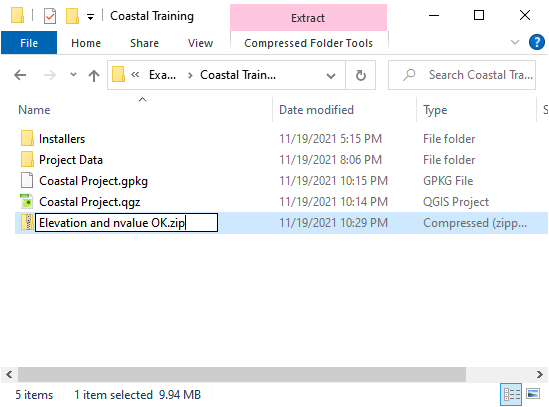 Coastal Training
Extract
File
Home
Share
View
Compressed Folder Tools
Exa...
Coastal Train...
Search Coastal Tra...
Name
Date modified
Type
S
Installers
11/19/2021 5:15 PM
File folder
Project Data
11/19/2021 8:06 PM
File folder
Coastal Project.gpkg
11/19/2021 10:15 PM
GPKG File
Coastal Project.qgz
11/19/2021 10:14 PM
QGIS Project
Elevation and nvalue OK.zip
11/19/2021 10:29 PM
Compressed (zipp...
5 items
1 item selected 9.94 MB